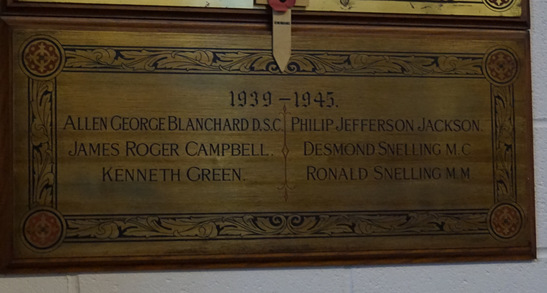 1939-1945.
ALLEN GEORGE BLANCHARD D.S.C.
JAMES ROGER CAMPBELL.
KENNETH GREEN.
PHILIP JEFFERSON JACKSON.
DESMOND SNELLING M.C
RONALD SNELLING M.M